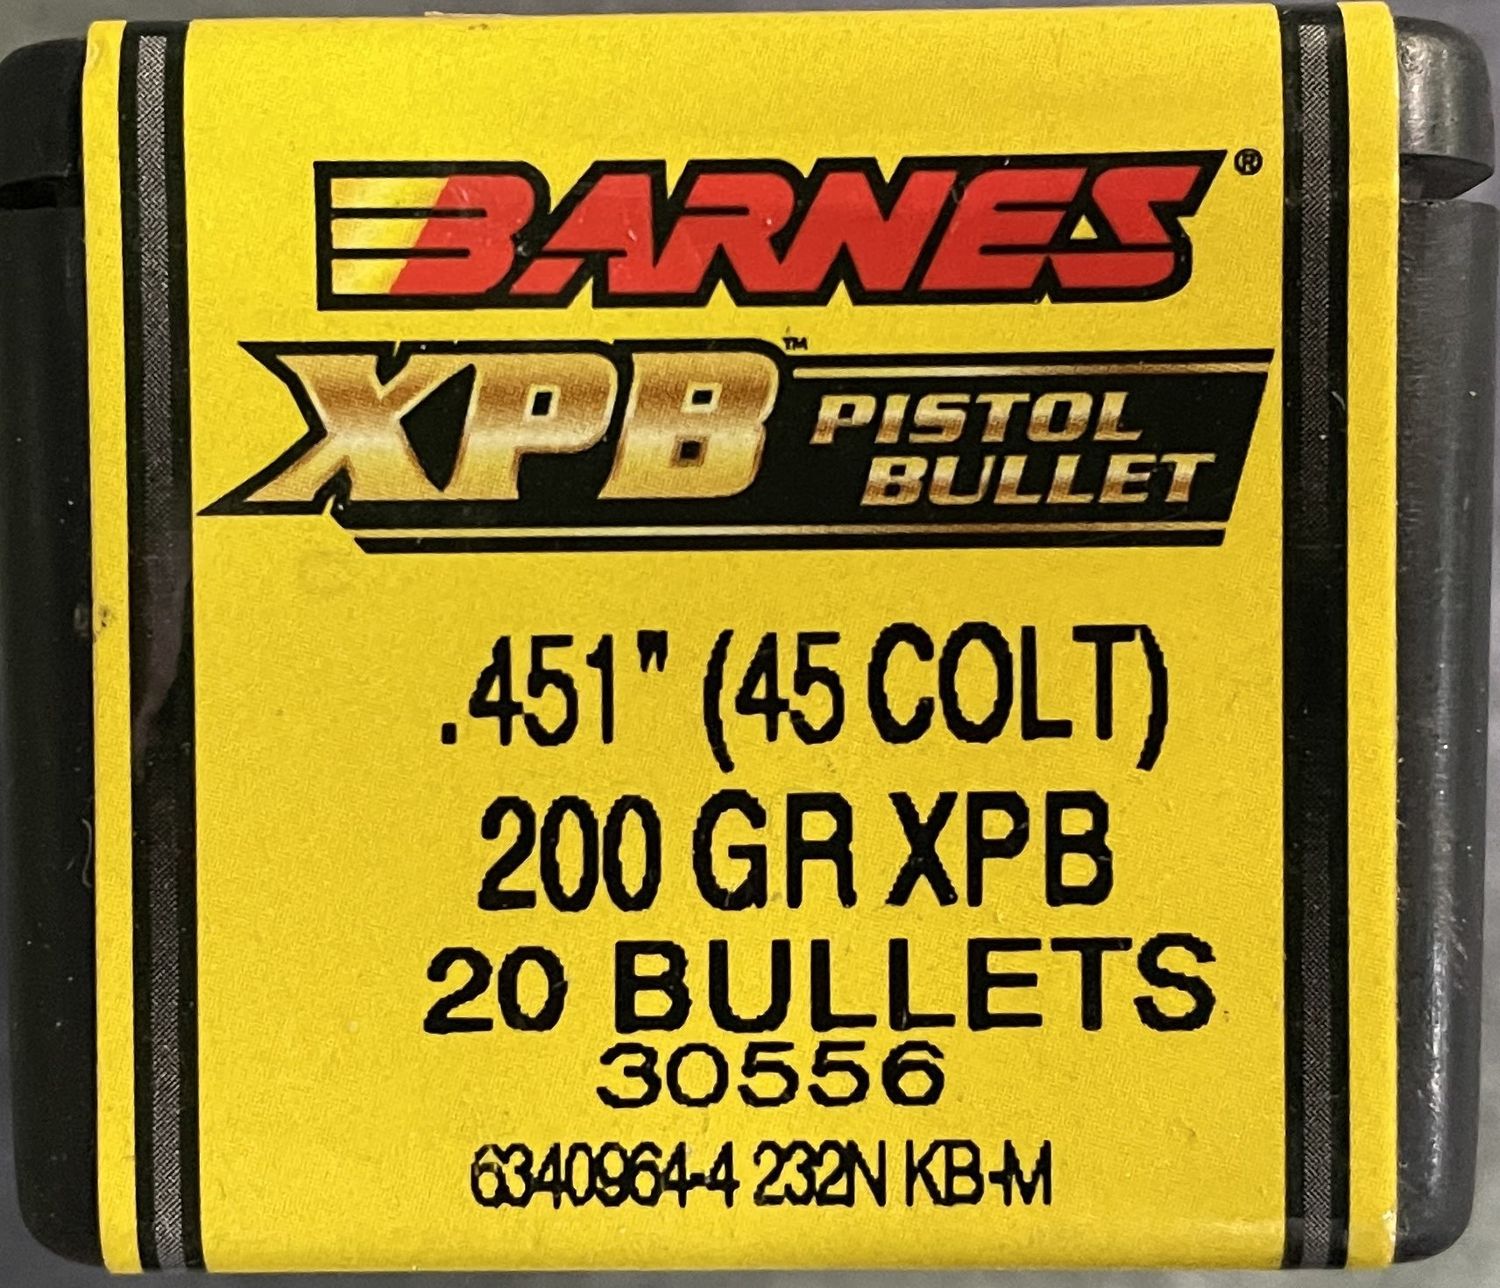 BARNES®
XPB™ PISTOL
BULLET
.451" (45 COLT)
200 GR XPB
20 BULLETS
30556
6340964-4 232N KB-M